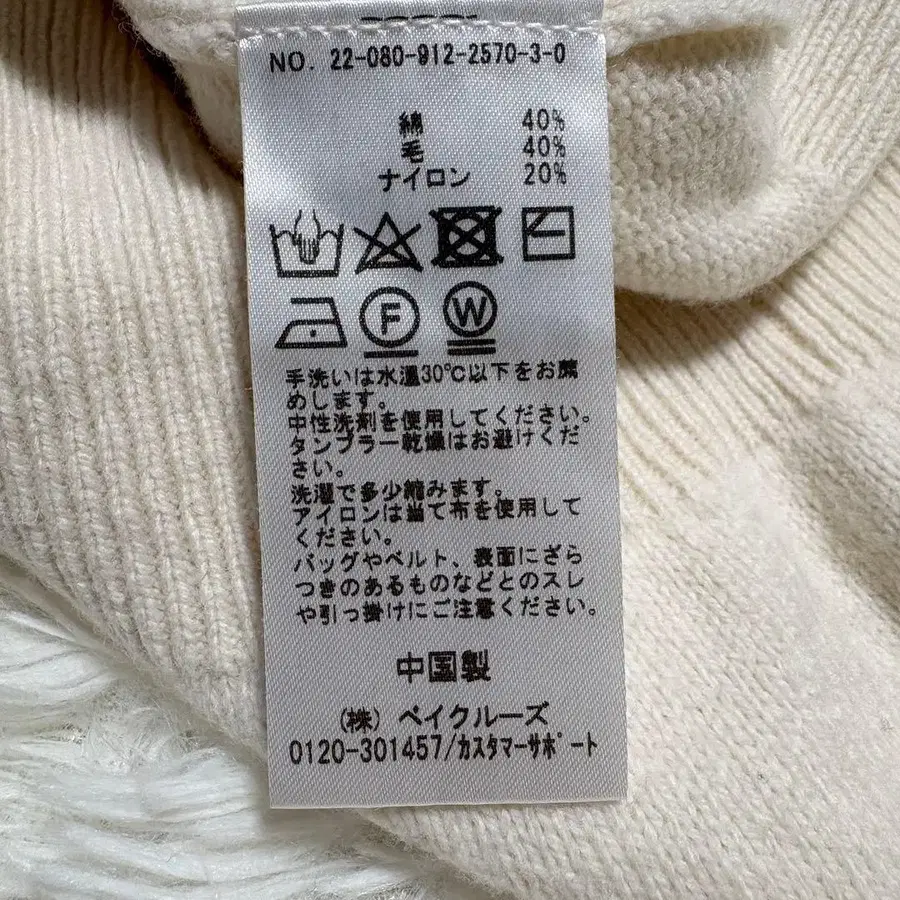 NO. 22-080-912-2570-3-0
綿 40%
毛 40%
ナイロン 20%
F W
手洗いは水温30℃以下をお薦
めします。
中性洗剤を使用してください。
タンブラー乾燥はお避けくだ
さい。
洗濯で多少縮みます。
アイロンは当て布を使用して
ください。
バッグやベルト、表面にざら
つきのあるものなどとのスレ
や引っ掛けにご注意ください。
中国製
(株) ベイクルーズ
0120-301457/カスタマーサポート